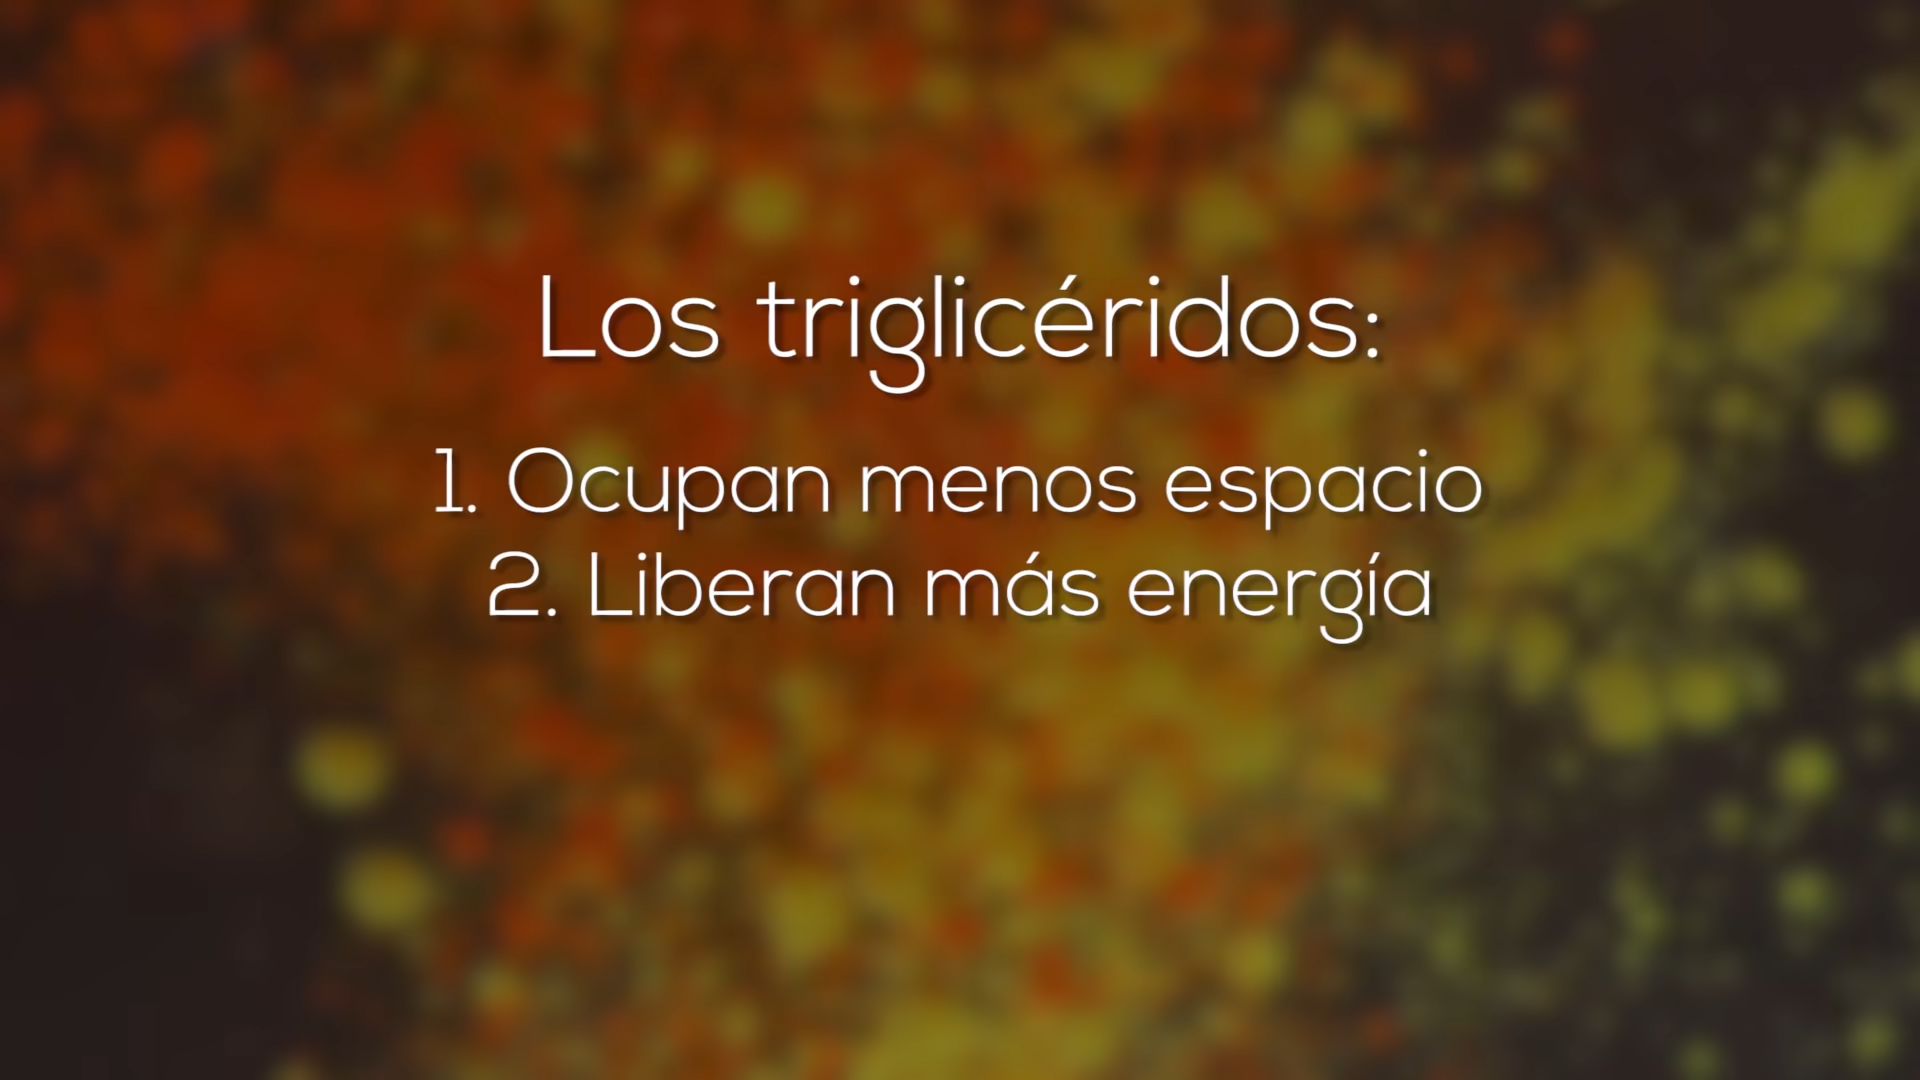 Los triglicéridos:
1. Ocupan menos espacio
2. Liberan más energía